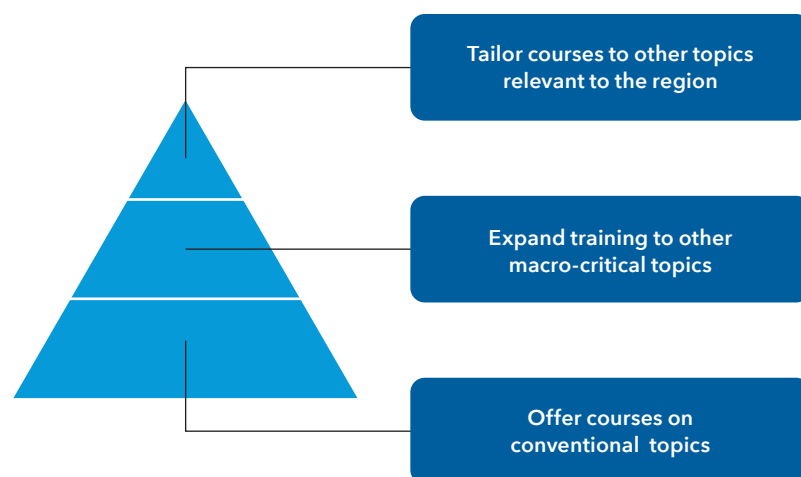 Tailor courses to other topics
relevant to the region
Expand training to other
macro-critical topics
Offer courses on
conventional topics